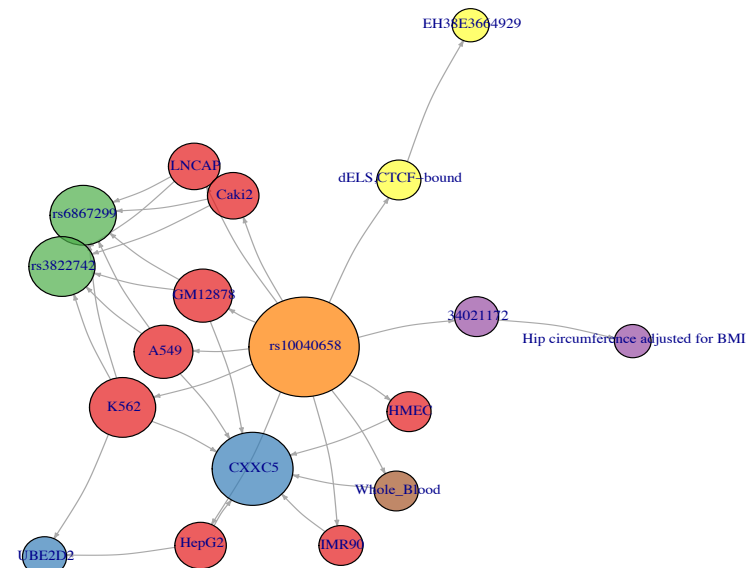 EH38E3664929
LNCAP
dELS,CTCF−bound
Caki2
rs6867299
rs3822742
GM12878
34021172
Hip circumference adjusted for BMI
rs10040658
A549
K562
HMEC
CXXC5
Whole_Blood
HepG2
IMR90
UBE2D2